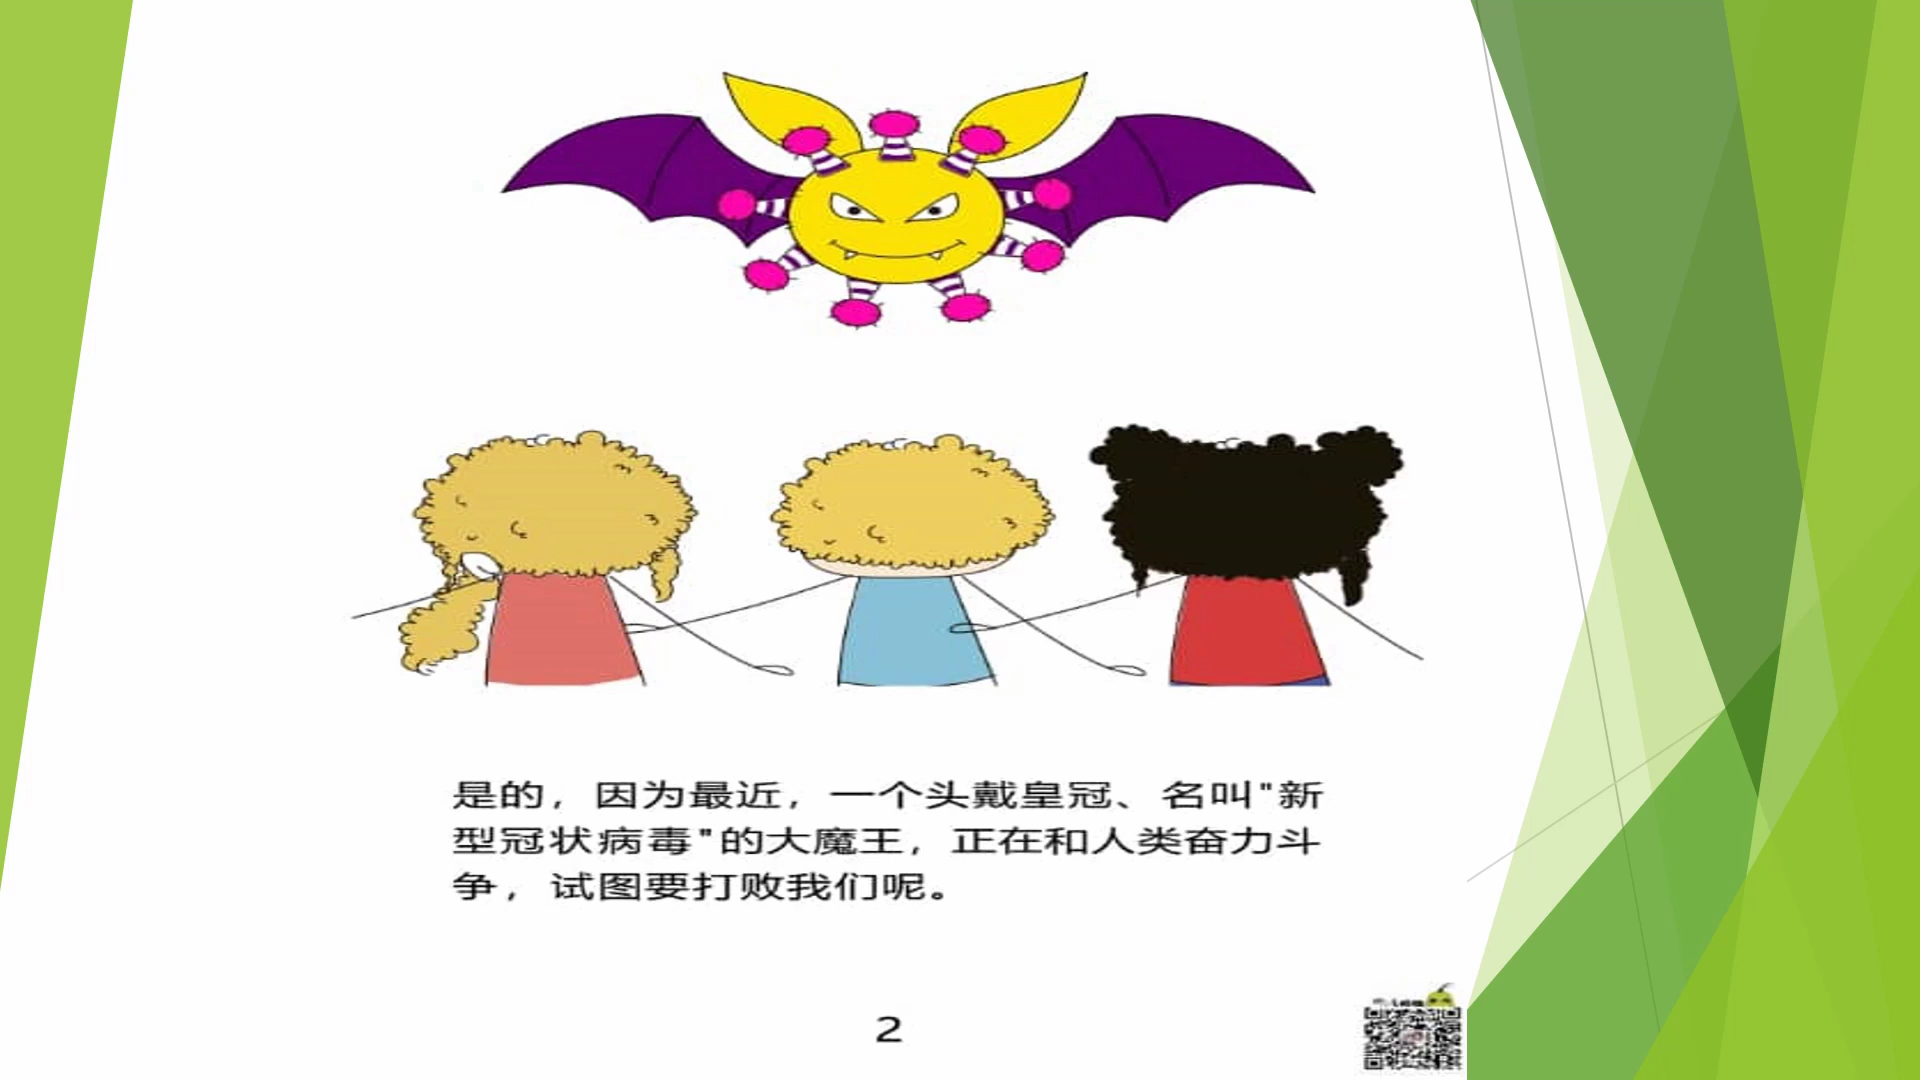 是的，因为最近，一个头戴皇冠、名叫"新
型冠状病毒"的大魔王，正在和人类奋力斗
争，试图要打败我们呢。
2